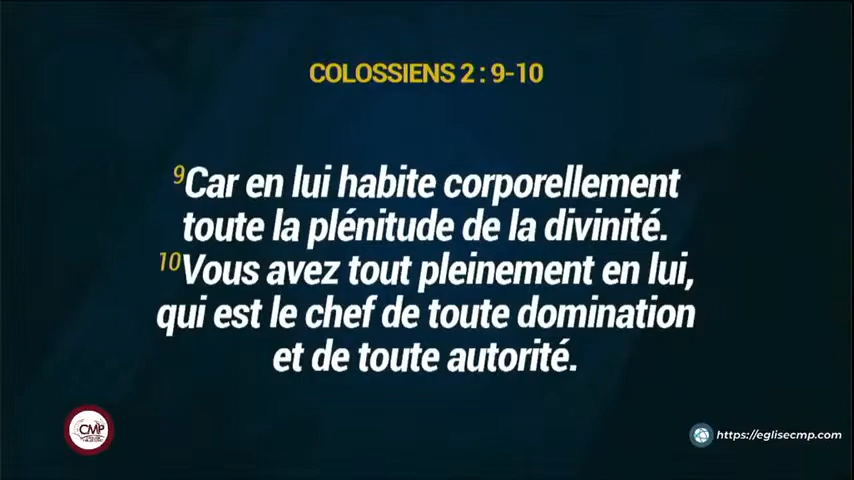 COLOSSIENS 2 : 9-10
⁹Car en lui habite corporellement
toute la plénitude de la divinité.
¹⁰Vous avez tout pleinement en lui,
qui est le chef de toute domination
et de toute autorité.
CMP
https://eglisecmp.com